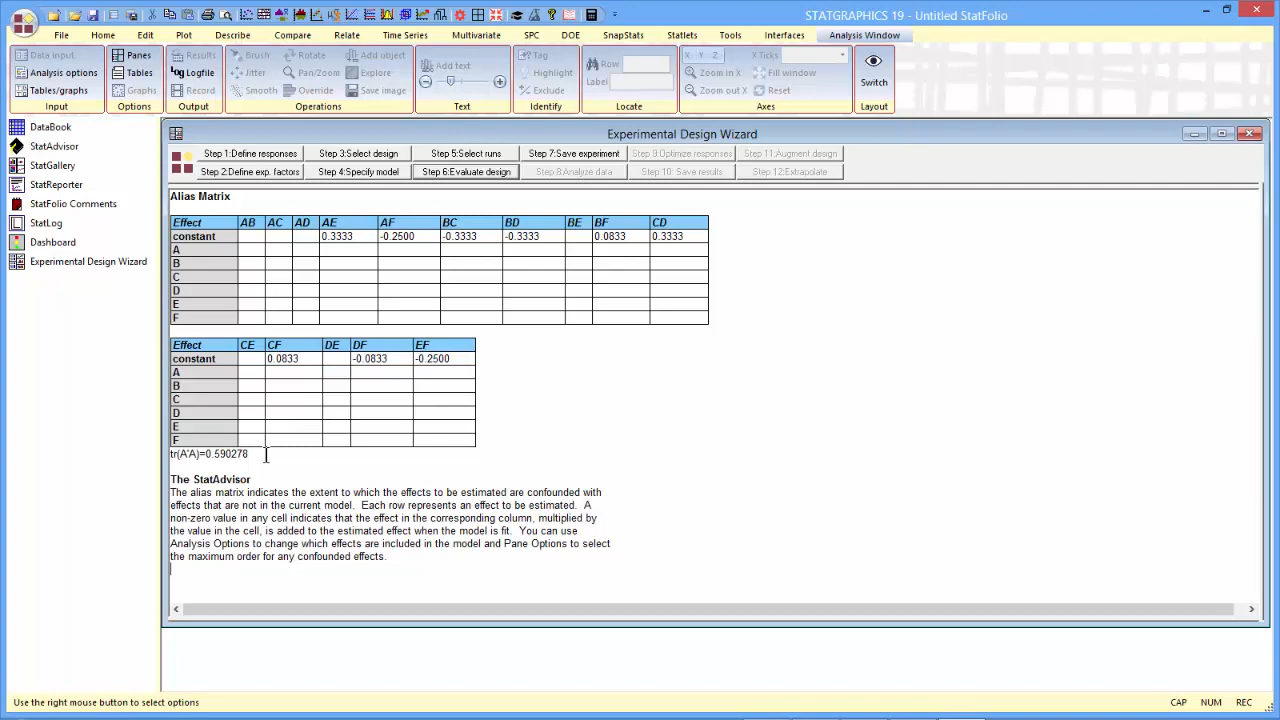 STATGRAPHICS 19 - Untitled StatFolio
File Home Edit Plot Describe Compare Relate Time Series Multivariate SPC DOE SnapStats Statlets Tools Interfaces Analysis Window
Data input Panes Results Brush Rotate Add object Add text Tag Row X Y Z X Ticks
Analysis options Tables Logfile Jitter Pan/Zoom Explore Highlight Label Zoom in X Fill window Switch
Tables/graphs Graphs Record Smooth Override Save image Exclude Zoom out X Reset
Input Options Output Operations Text Identify Locate Axes Layout
DataBook
StatAdvisor
StatGallery
StatReporter
StatFolio Comments
StatLog
Dashboard
Experimental Design Wizard
Experimental Design Wizard
Step 1:Define responses Step 3:Select design Step 5:Select runs Step 7:Save experiment Step 9:Optimize responses Step 11:Augment design
Step 2:Define exp. factors Step 4:Specify model Step 6:Evaluate design Step 8:Analyze data Step 10: Save results Step 12:Extrapolate
Alias Matrix
Effect AB AC AD AE AF BC BD BE BF CD
constant 0.3333 -0.2500 -0.3333 -0.3333 0.0833 0.3333
A
B
C
D
E
F
Effect CE CF DE DF EF
constant 0.0833 -0.0833 -0.2500
A
B
C
D
E
F
tr(A'A)=0.590278
The StatAdvisor
The alias matrix indicates the extent to which the effects to be estimated are confounded with
effects that are not in the current model. Each row represents an effect to be estimated. A
non-zero value in any cell indicates that the effect in the corresponding column, multiplied by
the value in the cell, is added to the estimated effect when the model is fit. You can use
Analysis Options to change which effects are included in the model and Pane Options to select
the maximum order for any confounded effects.
Use the right mouse button to select options CAP NUM REC